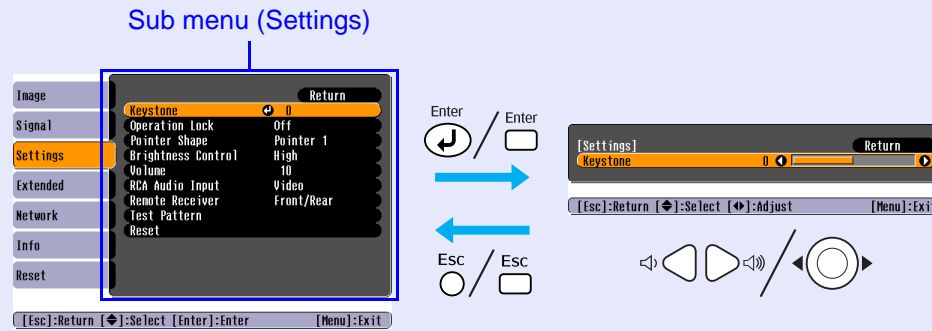 Sub menu (Settings)
Image
Signal
Settings
Extended
Network
Info
Reset
Return
Keystone 0
Operation Lock Off
Pointer Shape Pointer 1
Brightness Control High
Volume 10
RCA Audio Input Video
Remote Receiver Front/Rear
Test Pattern
Reset
[Esc]:Return [◆]:Select [Enter]:Enter [Menu]:Exit
Enter / Enter
Esc / Esc
[Settings] Return
Keystone 0
[Esc]:Return [◆]:Select [◆]:Adjust [Menu]:Exit